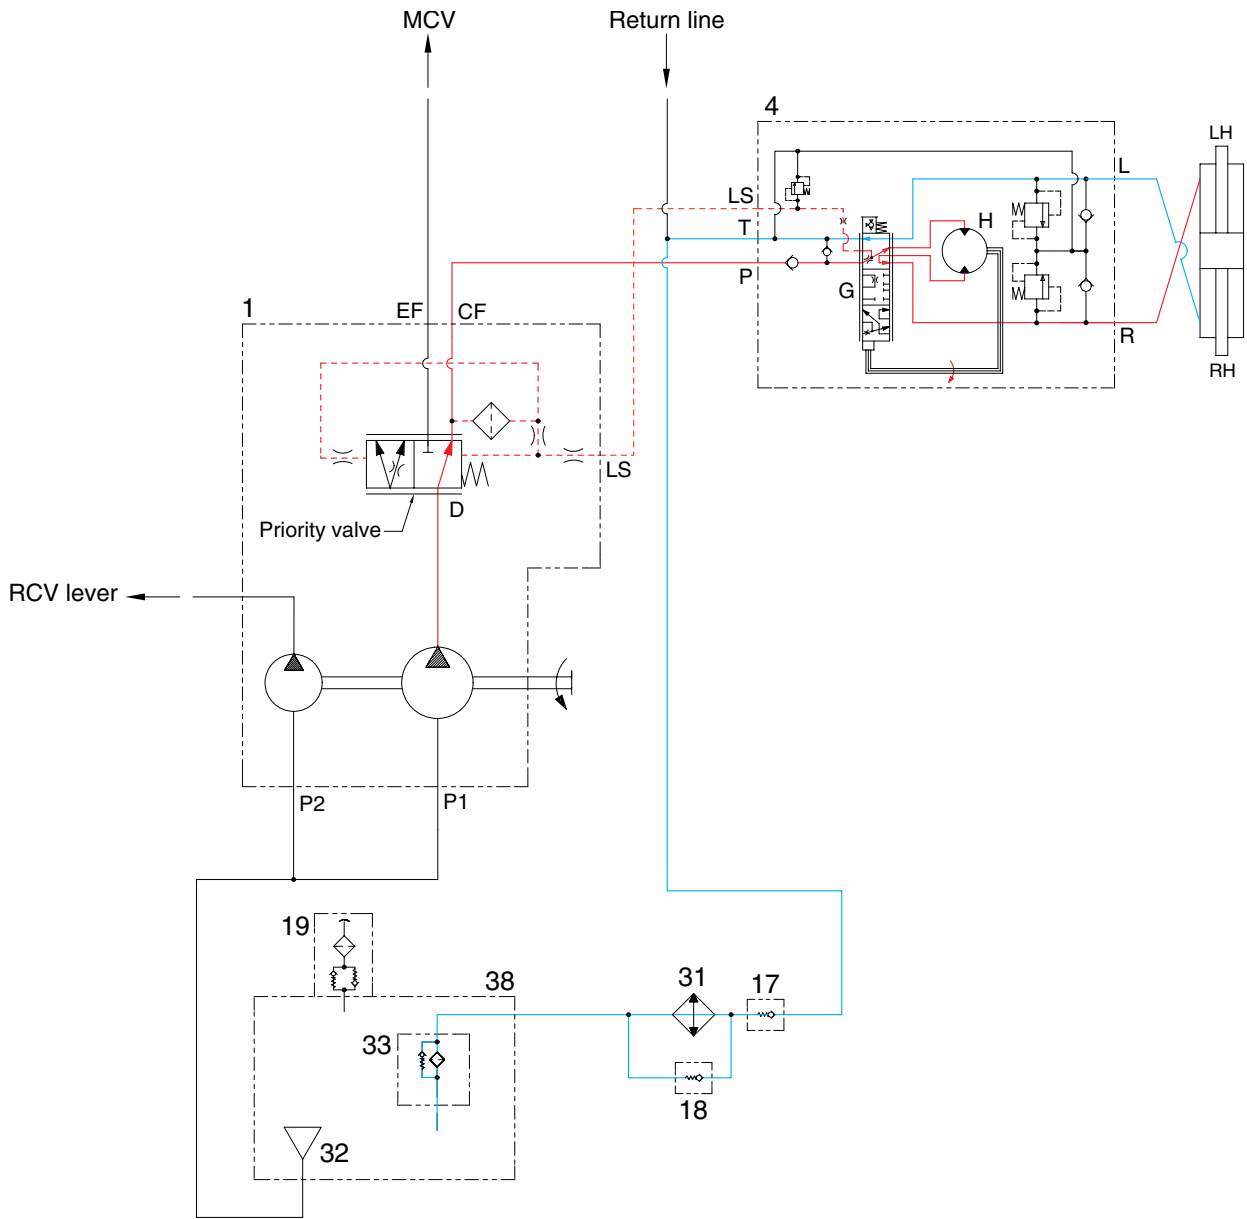 MCV
Return line
4
LH
L
LS
T
H
P
G
1
EF
CF
R
RH
LS
D
Priority valve
RCV lever
P2
P1
19
38
31
17
33
18
32